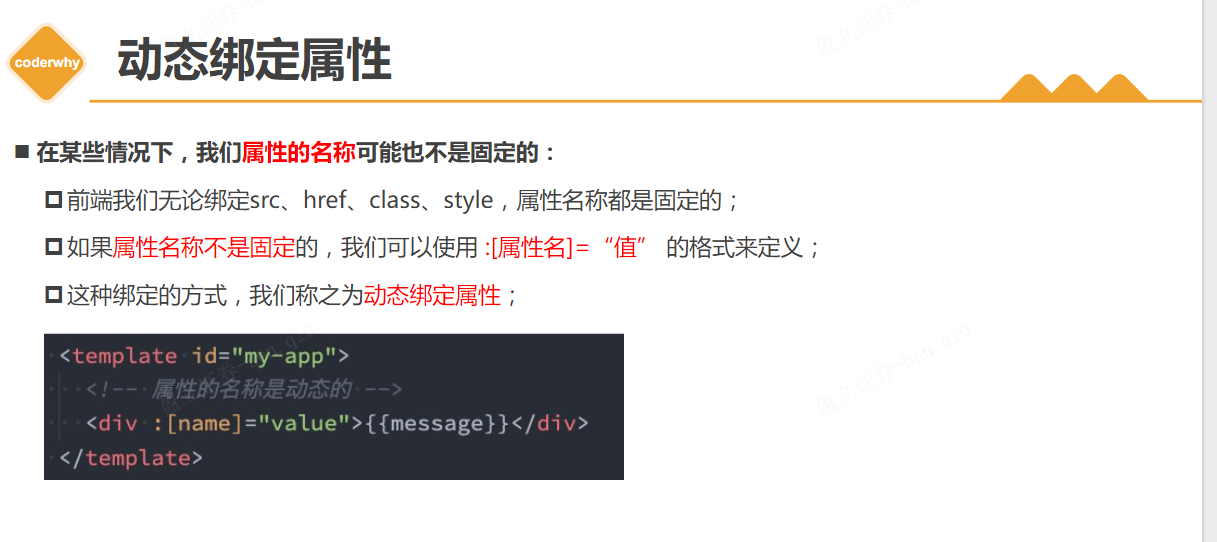 coderwhy
动态绑定属性
在某些情况下，我们属性的名称可能也不是固定的：
前端我们无论绑定src、href、class、style，属性名称都是固定的；
如果属性名称不是固定的，我们可以使用 :[属性名]=“值” 的格式来定义；
这种绑定的方式，我们称之为动态绑定属性；
<template id="my-app">
<!-- 属性的名称是动态的 -->
<div :[name]="value">{{message}}</div>
</template>